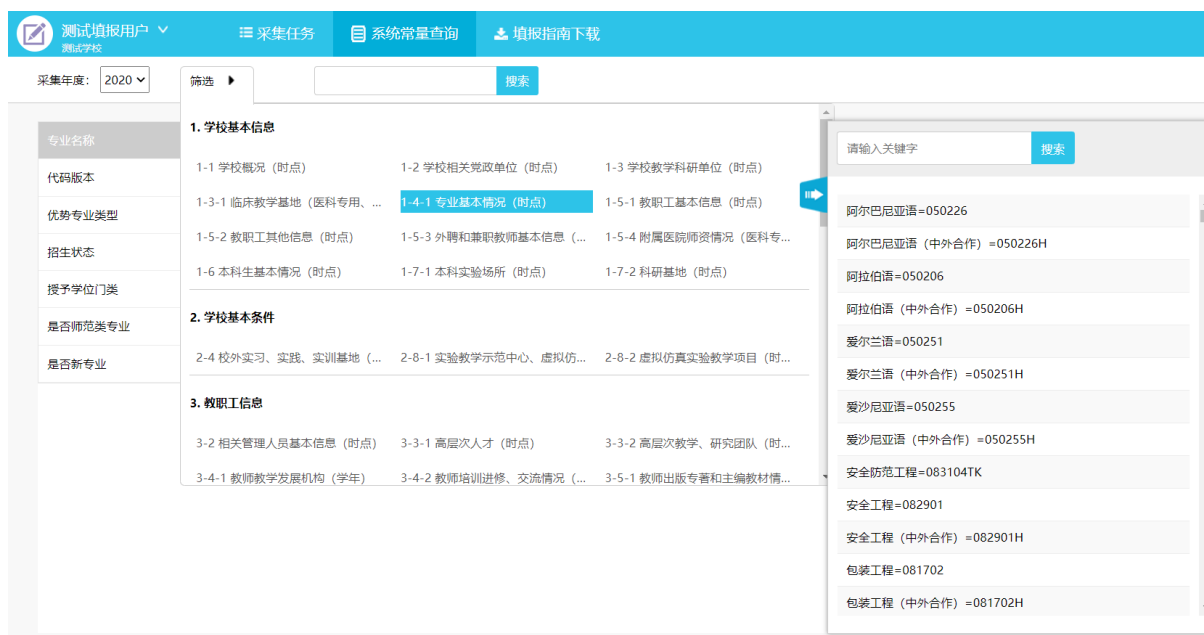 测试填报用户
测试学校
采集任务
系统常量查询
填报指南下载
采集年度： 2020
筛选
搜索
专业名称
代码版本
优势专业类型
招生状态
授予学位门类
是否师范类专业
是否新专业
1. 学校基本信息
1-1 学校概况（时点） 1-2 学校相关党政单位（时点） 1-3 学校教学科研单位（时点）
1-3-1 临床教学基地（医科专用、... 1-4-1 专业基本情况（时点） 1-5-1 教职工基本信息（时点）
1-5-2 教职工其他信息（时点） 1-5-3 外聘和兼职教师基本信息（... 1-5-4 附属医院师资情况（医科专...
1-6 本科生基本情况（时点） 1-7-1 本科实验场所（时点） 1-7-2 科研基地（时点）
2. 学校基本条件
2-4 校外实习、实践、实训基地（... 2-8-1 实验教学示范中心、虚拟仿... 2-8-2 虚拟仿真实验教学项目（时...
3. 教职工信息
3-2 相关管理人员基本信息（时点） 3-3-1 高层次人才（时点） 3-3-2 高层次教学、研究团队（时...
3-4-1 教师教学发展机构（学年） 3-4-2 教师培训进修、交流情况（... 3-5-1 教师出版专著和主编教材情...
请输入关键字
搜索
阿尔巴尼亚语=050226
阿尔巴尼亚语（中外合作）=050226H
阿拉伯语=050206
阿拉伯语（中外合作）=050206H
爱尔兰语=050251
爱尔兰语（中外合作）=050251H
爱沙尼亚语=050255
爱沙尼亚语（中外合作）=050255H
安全防范工程=083104TK
安全工程=082901
安全工程（中外合作）=082901H
包装工程=081702
包装工程（中外合作）=081702H